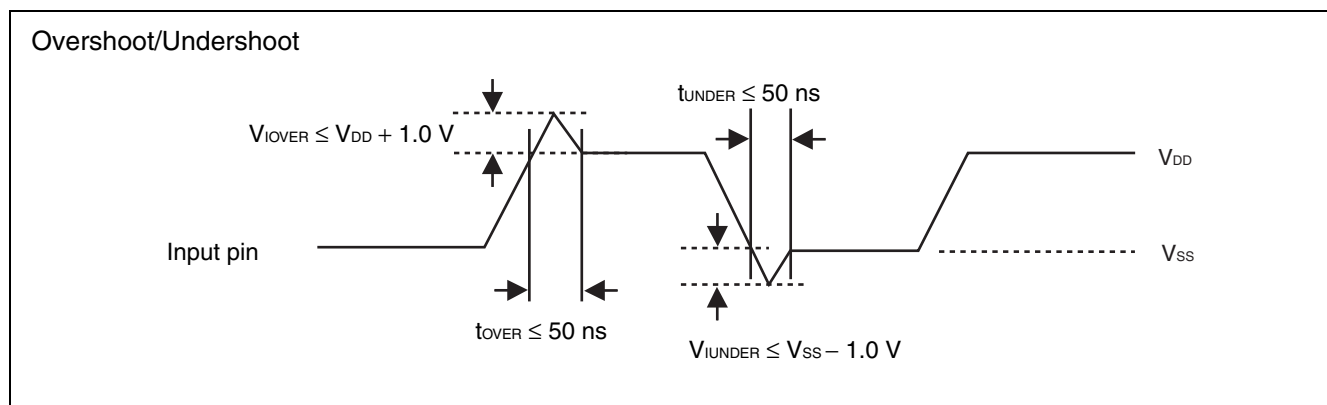 Overshoot/Undershoot
tUNDER ≤ 50 ns
VIOVER ≤ VDD + 1.0 V
VDD
Input pin
VSS
tOVER ≤ 50 ns
VIUNDER ≤ VSS – 1.0 V